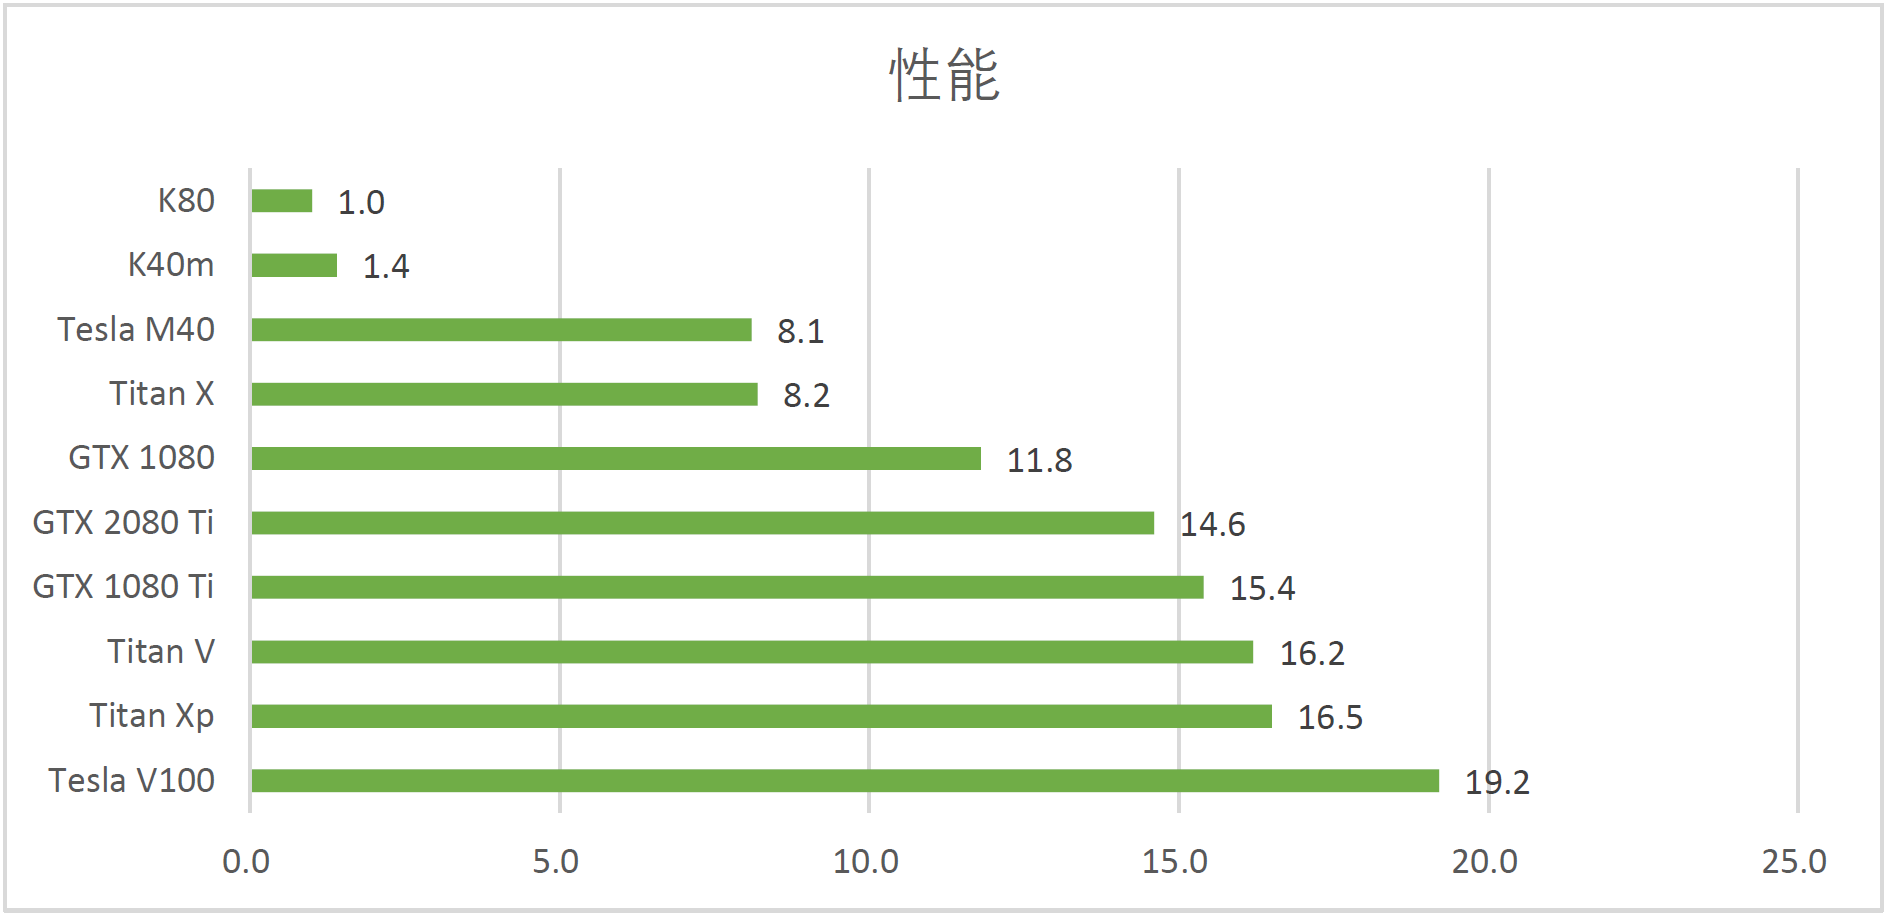 性能
K80 1.0
K40m 1.4
Tesla M40 8.1
Titan X 8.2
GTX 1080 11.8
GTX 2080 Ti 14.6
GTX 1080 Ti 15.4
Titan V 16.2
Titan Xp 16.5
Tesla V100 19.2
0.0 5.0 10.0 15.0 20.0 25.0